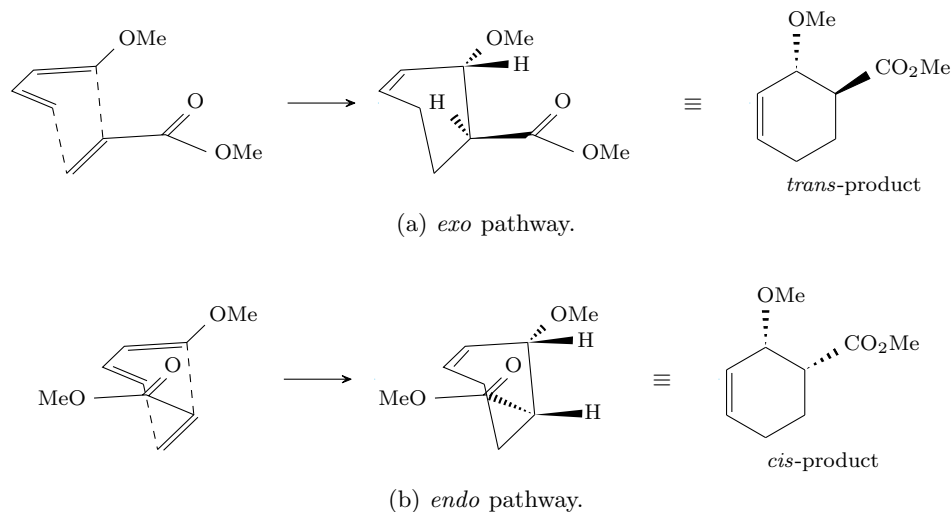 OMe
O
OMe
OMe
H
H
O
OMe
≡
OMe
CO2Me
trans-product
(a) exo pathway.
OMe
O
MeO
OMe
H
O
MeO
H
≡
OMe
CO2Me
cis-product
(b) endo pathway.